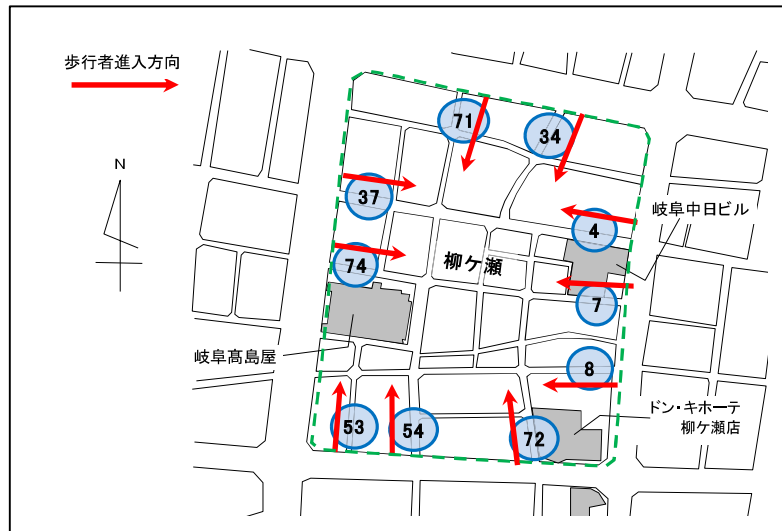 歩行者進入方向
N
71
34
37
4
岐阜中日ビル
74
柳ケ瀬
7
岐阜髙島屋
8
ドン・キホーテ
柳ケ瀬店
53
54
72